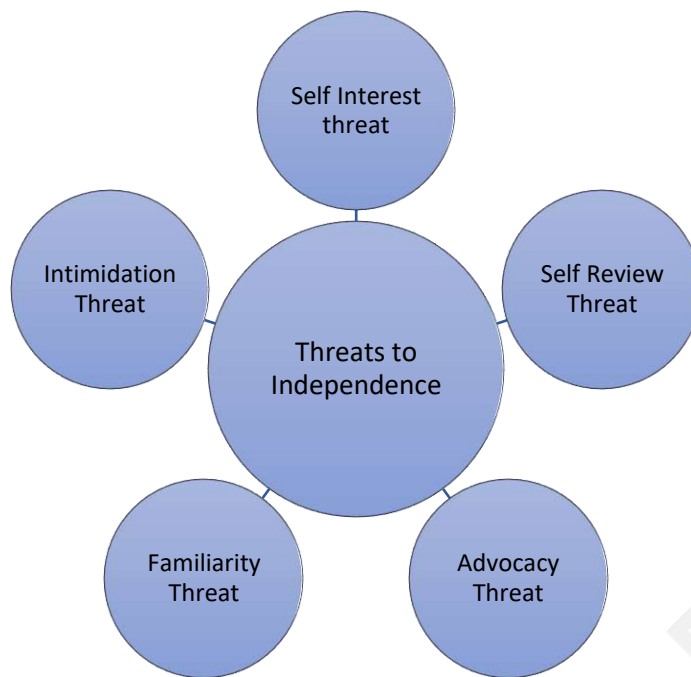 Self Interest
threat
Intimidation
Threat
Self Review
Threat
Threats to
Independence
Familiarity
Threat
Advocacy
Threat